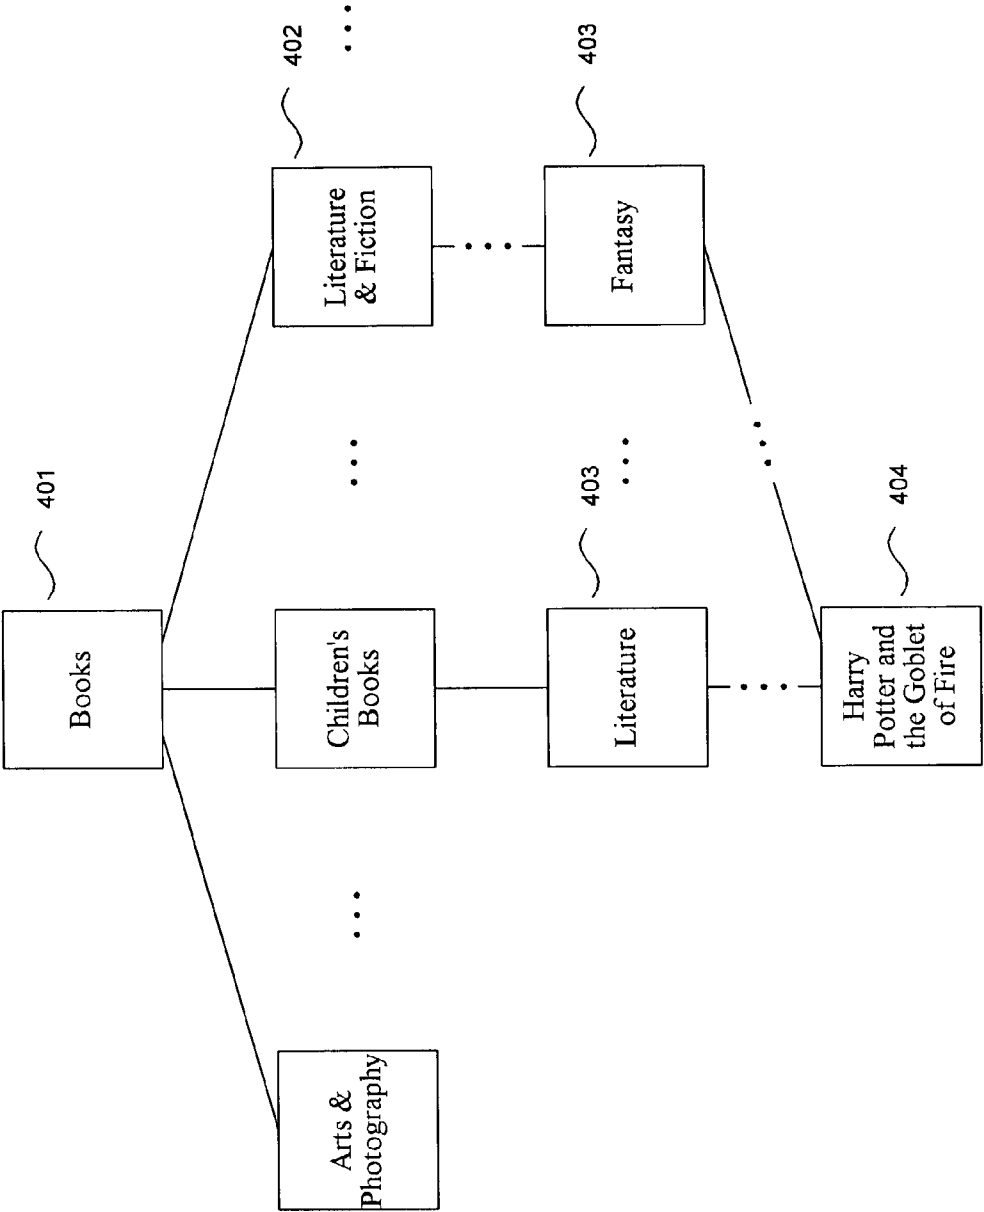 Books
401
Arts &
Photography
Children's
Books
Literature
& Fiction
402
Literature
403
Fantasy
403
Harry
Potter and
the Goblet
of Fire
404